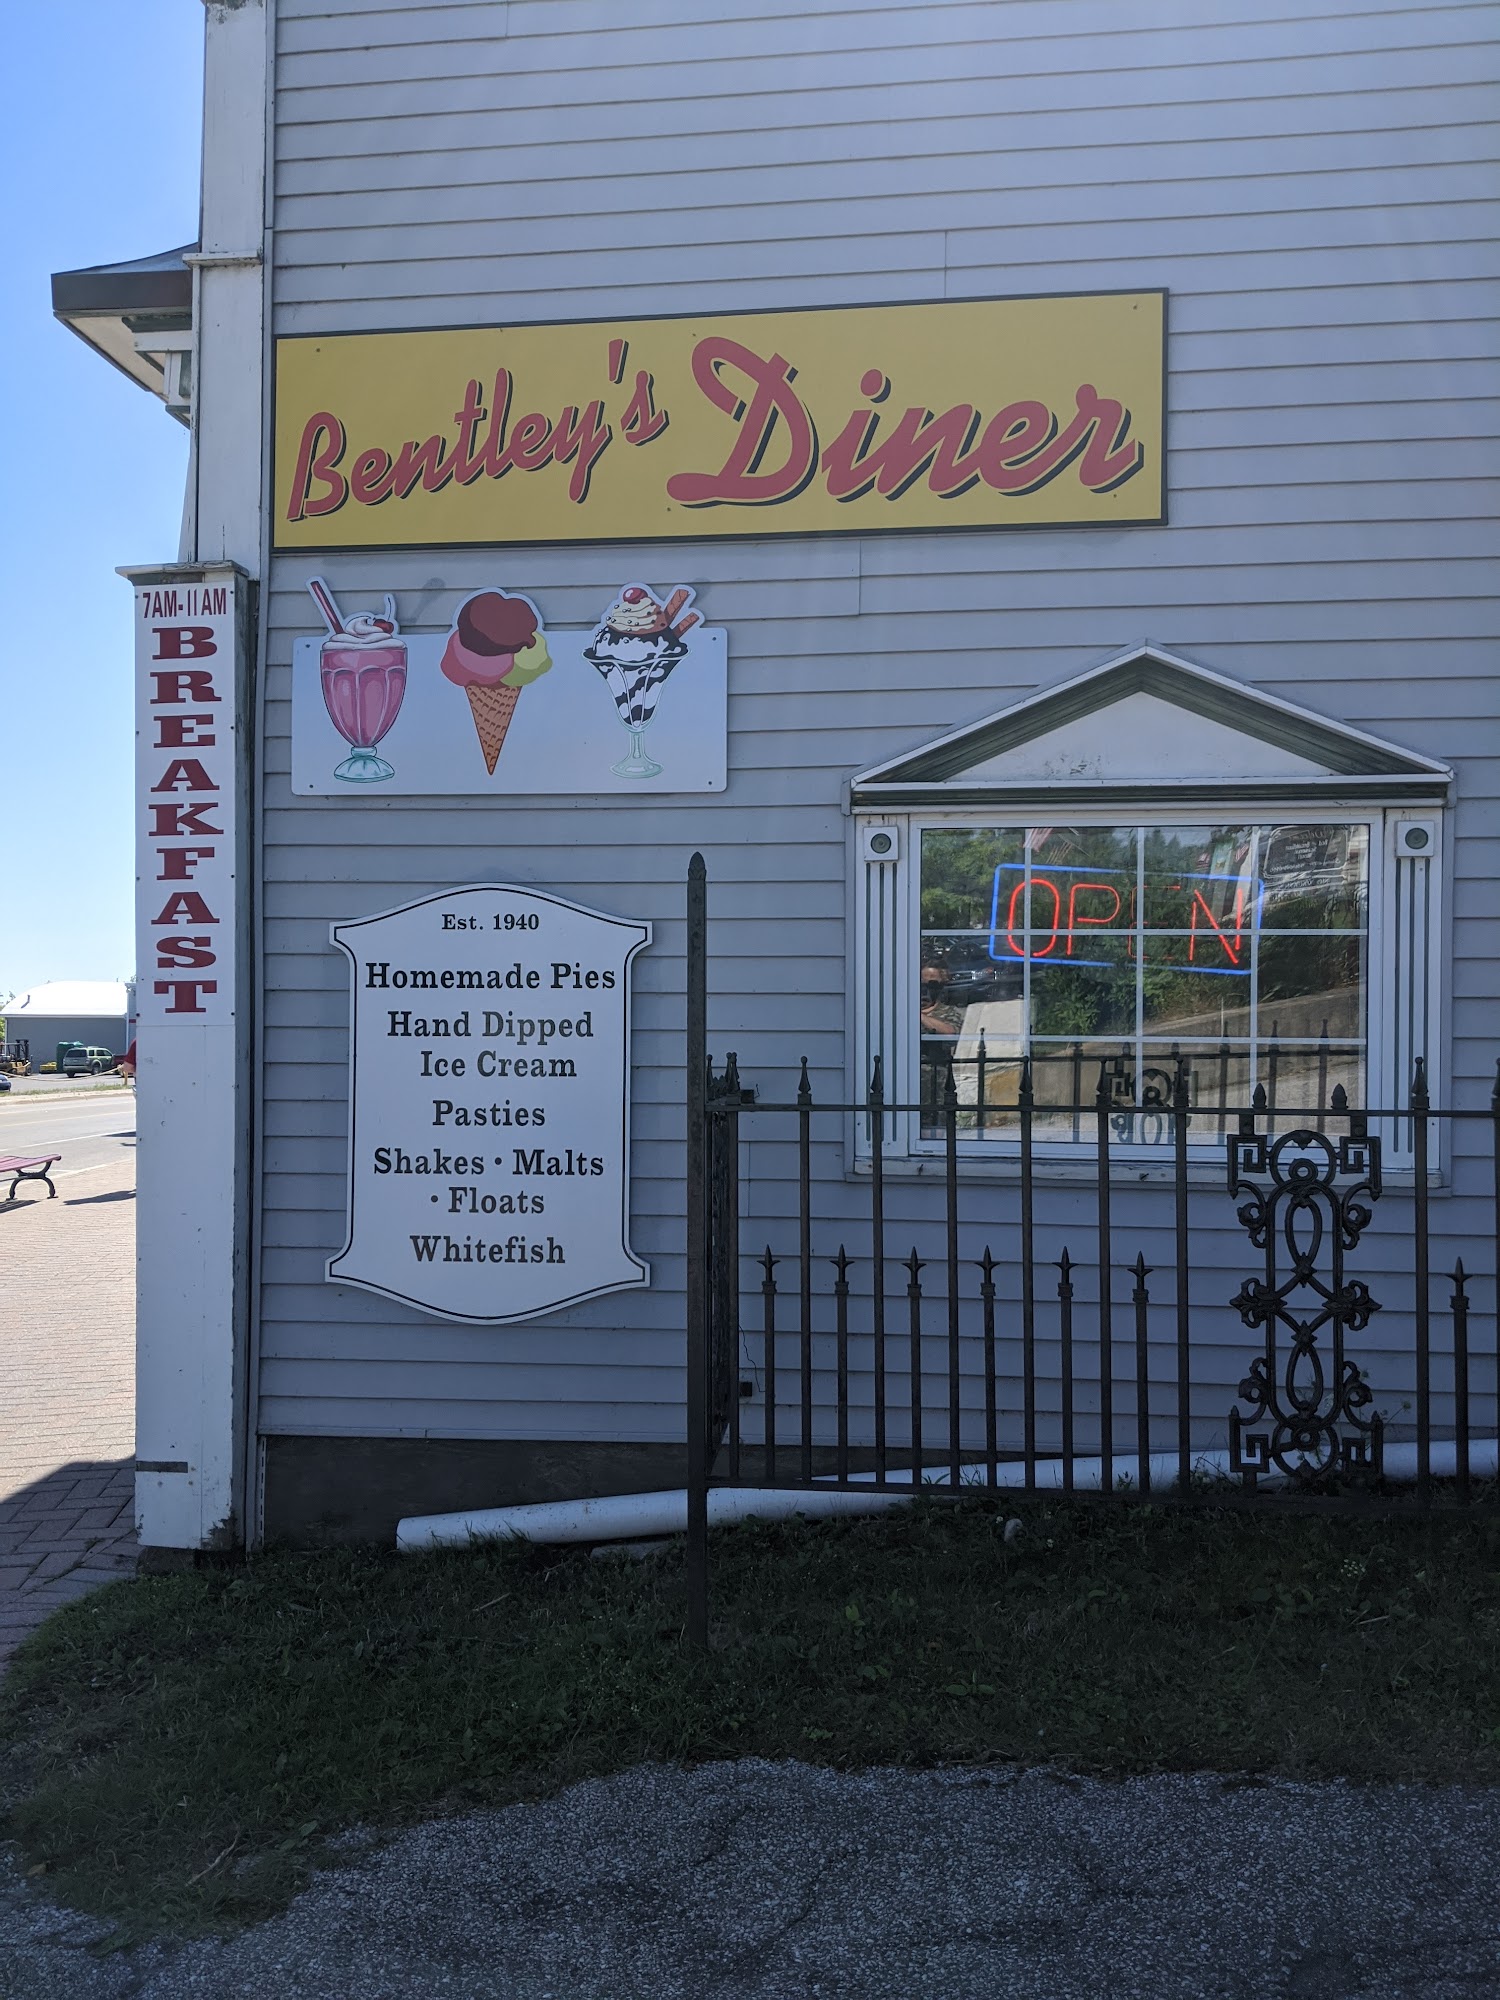 Bentley's Diner
7AM-11AM
BREAKFAST
OPEN
Est. 1940
Homemade Pies
Hand Dipped
Ice Cream
Pasties
Shakes • Malts
• Floats
Whitefish